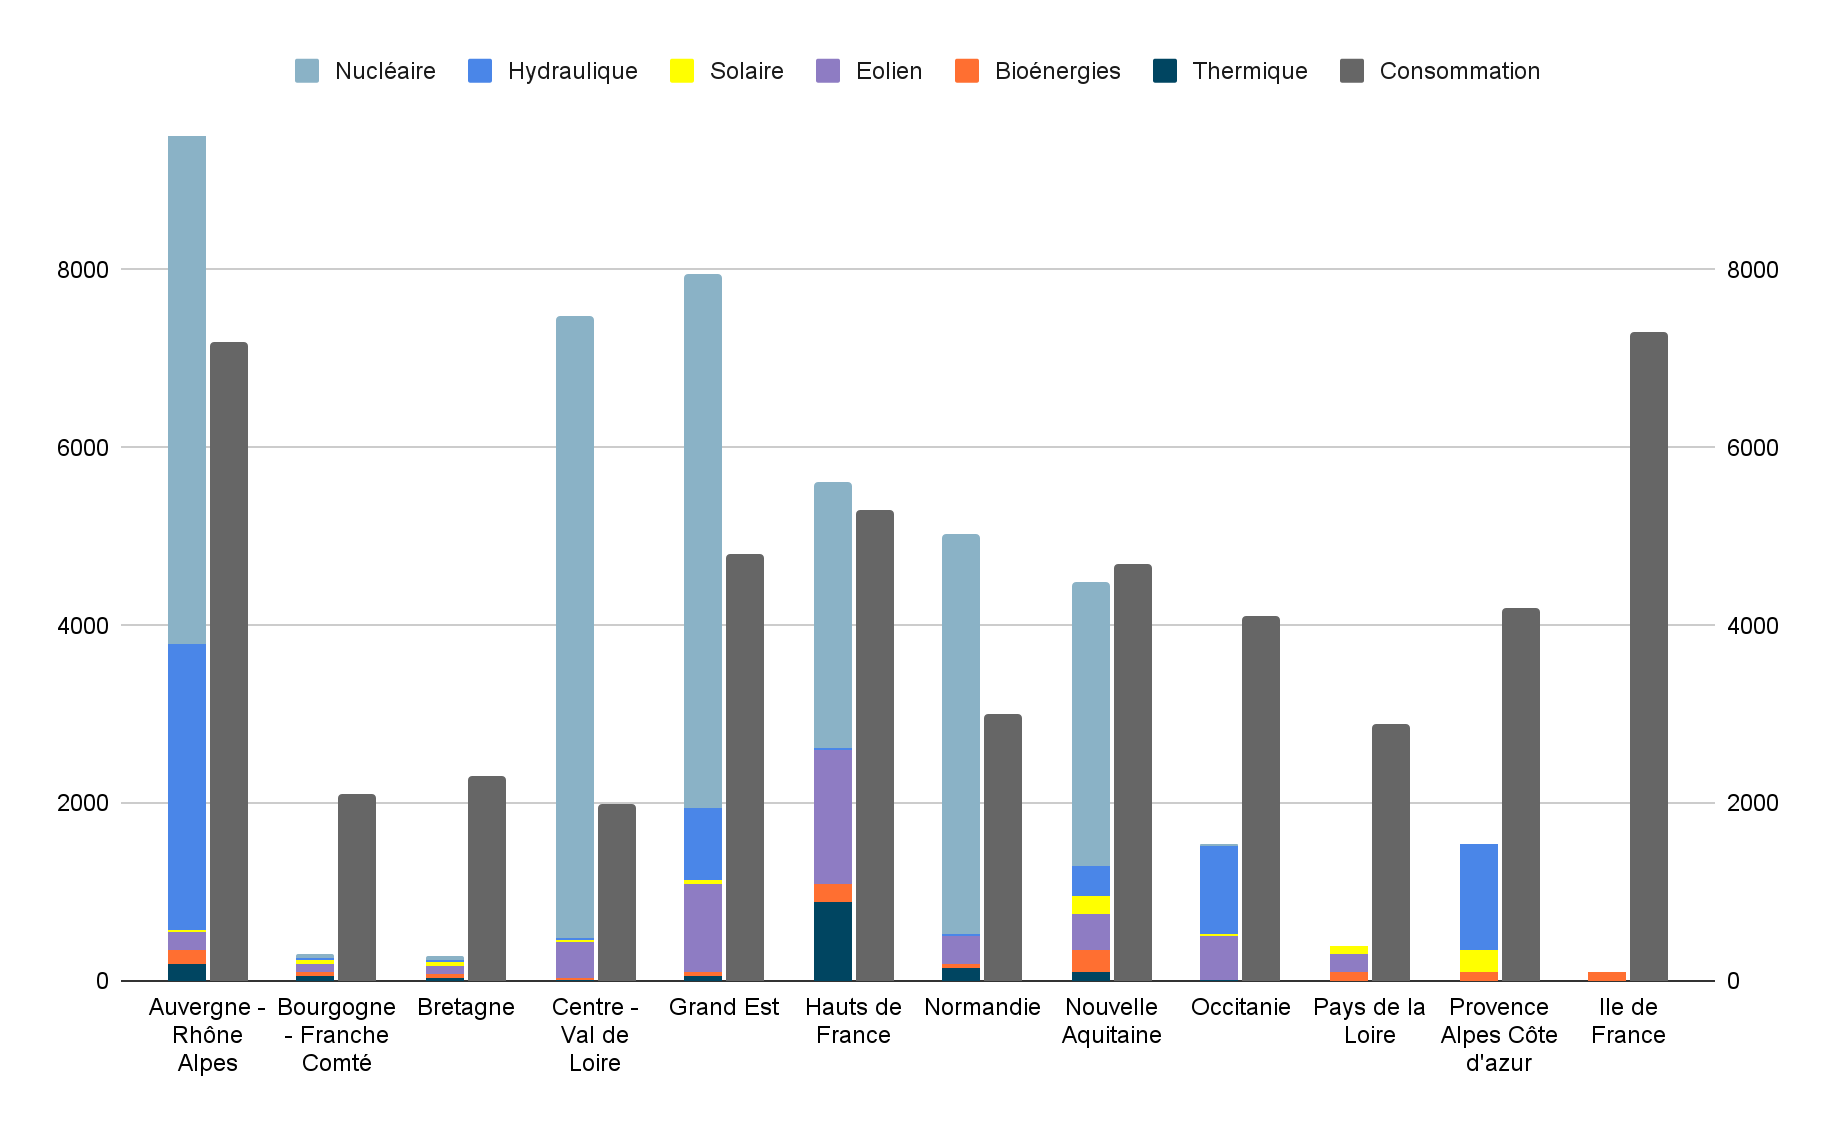 Nucléaire Hydraulique Solaire Eolien Bioénergies Thermique Consommation
8000 8000
6000 6000
4000 4000
2000 2000
0 0
Auvergne - Bourgogne Bretagne Centre - Grand Est Hauts de Normandie Nouvelle Occitanie Pays de la Provence Ile de
Rhône - Franche Val de France Aquitaine Loire Alpes Côte France
Alpes Comté Loire d'azur